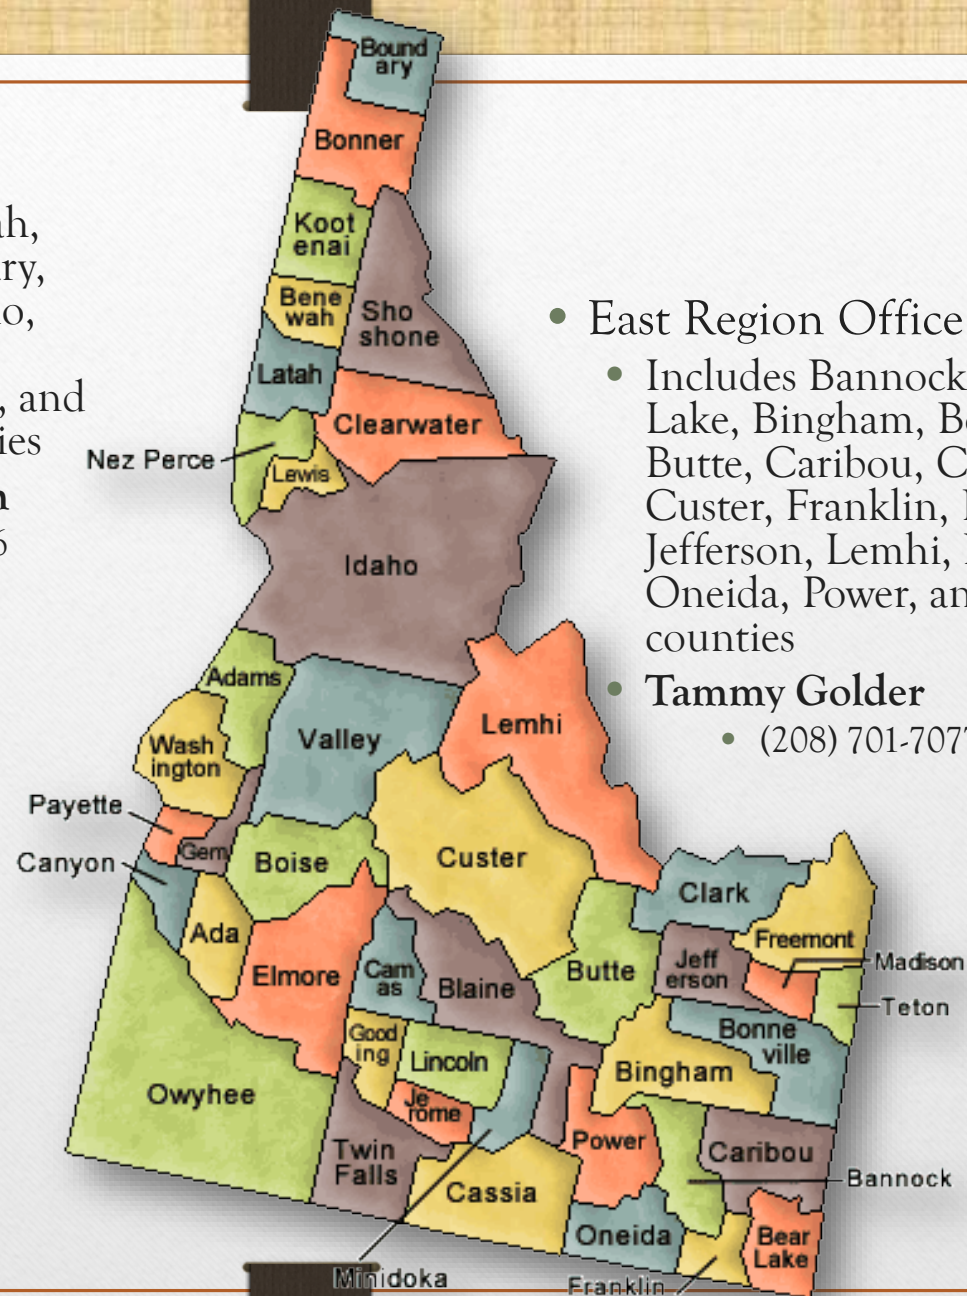 ah,
ry,
o,
, and
ies
n
6
Bound
ary
Bonner
Koot
enai
Bene
wah
Sho
shone
Latah
Clearwater
Nez Perce
Lewis
Idaho
Adams
Valley
Lemhi
Wash
ington
Payette
Gem
Canyon
Boise
Custer
Clark
Ada
Freemont
Elmore
Cam
as
Blaine
Butte
Jeff
erson
Madison
Teton
Good
ing
Lincoln
Bonne
ville
Bingham
Owyhee
Je
rome
Twin
Falls
Power
Caribou
Cassia
Bannock
Oneida
Bear
Lake
Minidoka
Franklin
• East Region Office
• Includes Bannock
Lake, Bingham, B
Butte, Caribou, C
Custer, Franklin,
Jefferson, Lemhi,
Oneida, Power, an
counties
• Tammy Golder
• (208) 701-7077